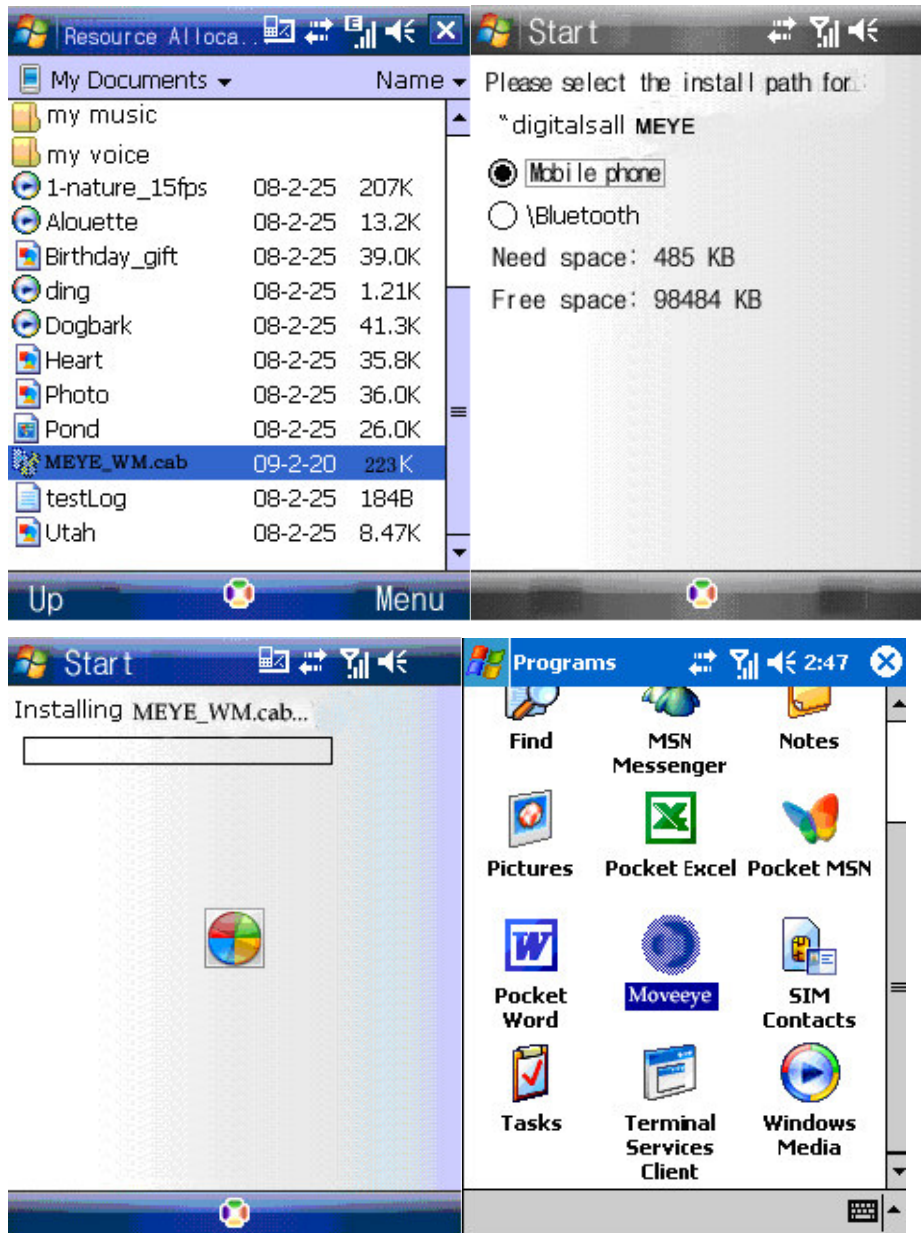 Resource Alloca..
My Documents Name
my music
my voice
1-nature_15fps 08-2-25 207K
Alouette 08-2-25 13.2K
Birthday_gift 08-2-25 39.0K
ding 08-2-25 1.21K
Dogbark 08-2-25 41.3K
Heart 08-2-25 35.8K
Photo 08-2-25 36.0K
Pond 08-2-25 26.0K
MEYE_WM.cab 09-2-20 223K
testLog 08-2-25 184B
Utah 08-2-25 8.47K
Up Menu
Start
Please select the install path for:
“digitalsall MEYE
Mobile phone
\Bluetooth
Need space: 485 KB
Free space: 98484 KB
Start
Installing MEYE_WM.cab...
Programs 2:47
Find MSN Notes
Messenger
Pictures Pocket Excel Pocket MSN
Pocket Moveeye SIM
Word Contacts
Tasks Terminal Windows
Services Media
Client